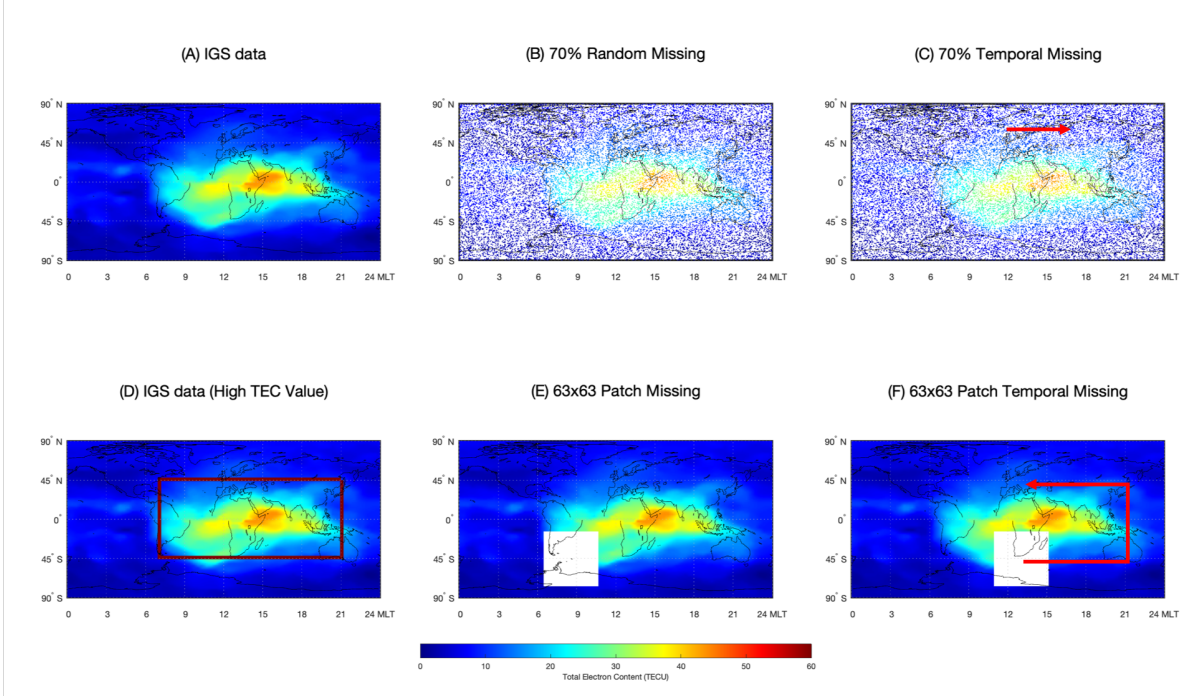 (A) IGS data
(B) 70% Random Missing
(C) 70% Temporal Missing
90° N
45° N
0°
45° S
90° S
0 3 6 9 12 15 18 21 24 MLT
90° N
45° N
0°
45° S
90° S
0 3 6 9 12 15 18 21 24 MLT
90° N
45° N
0°
45° S
90° S
0 3 6 9 12 15 18 21 24 MLT
(D) IGS data (High TEC Value)
(E) 63x63 Patch Missing
(F) 63x63 Patch Temporal Missing
90° N
45° N
0°
45° S
90° S
0 3 6 9 12 15 18 21 24 MLT
90° N
45° N
0°
45° S
90° S
0 3 6 9 12 15 18 21 24 MLT
90° N
45° N
0°
45° S
90° S
0 3 6 9 12 15 18 21 24 MLT
0 10 20 30 40 50 60
Total Electron Content (TECU)